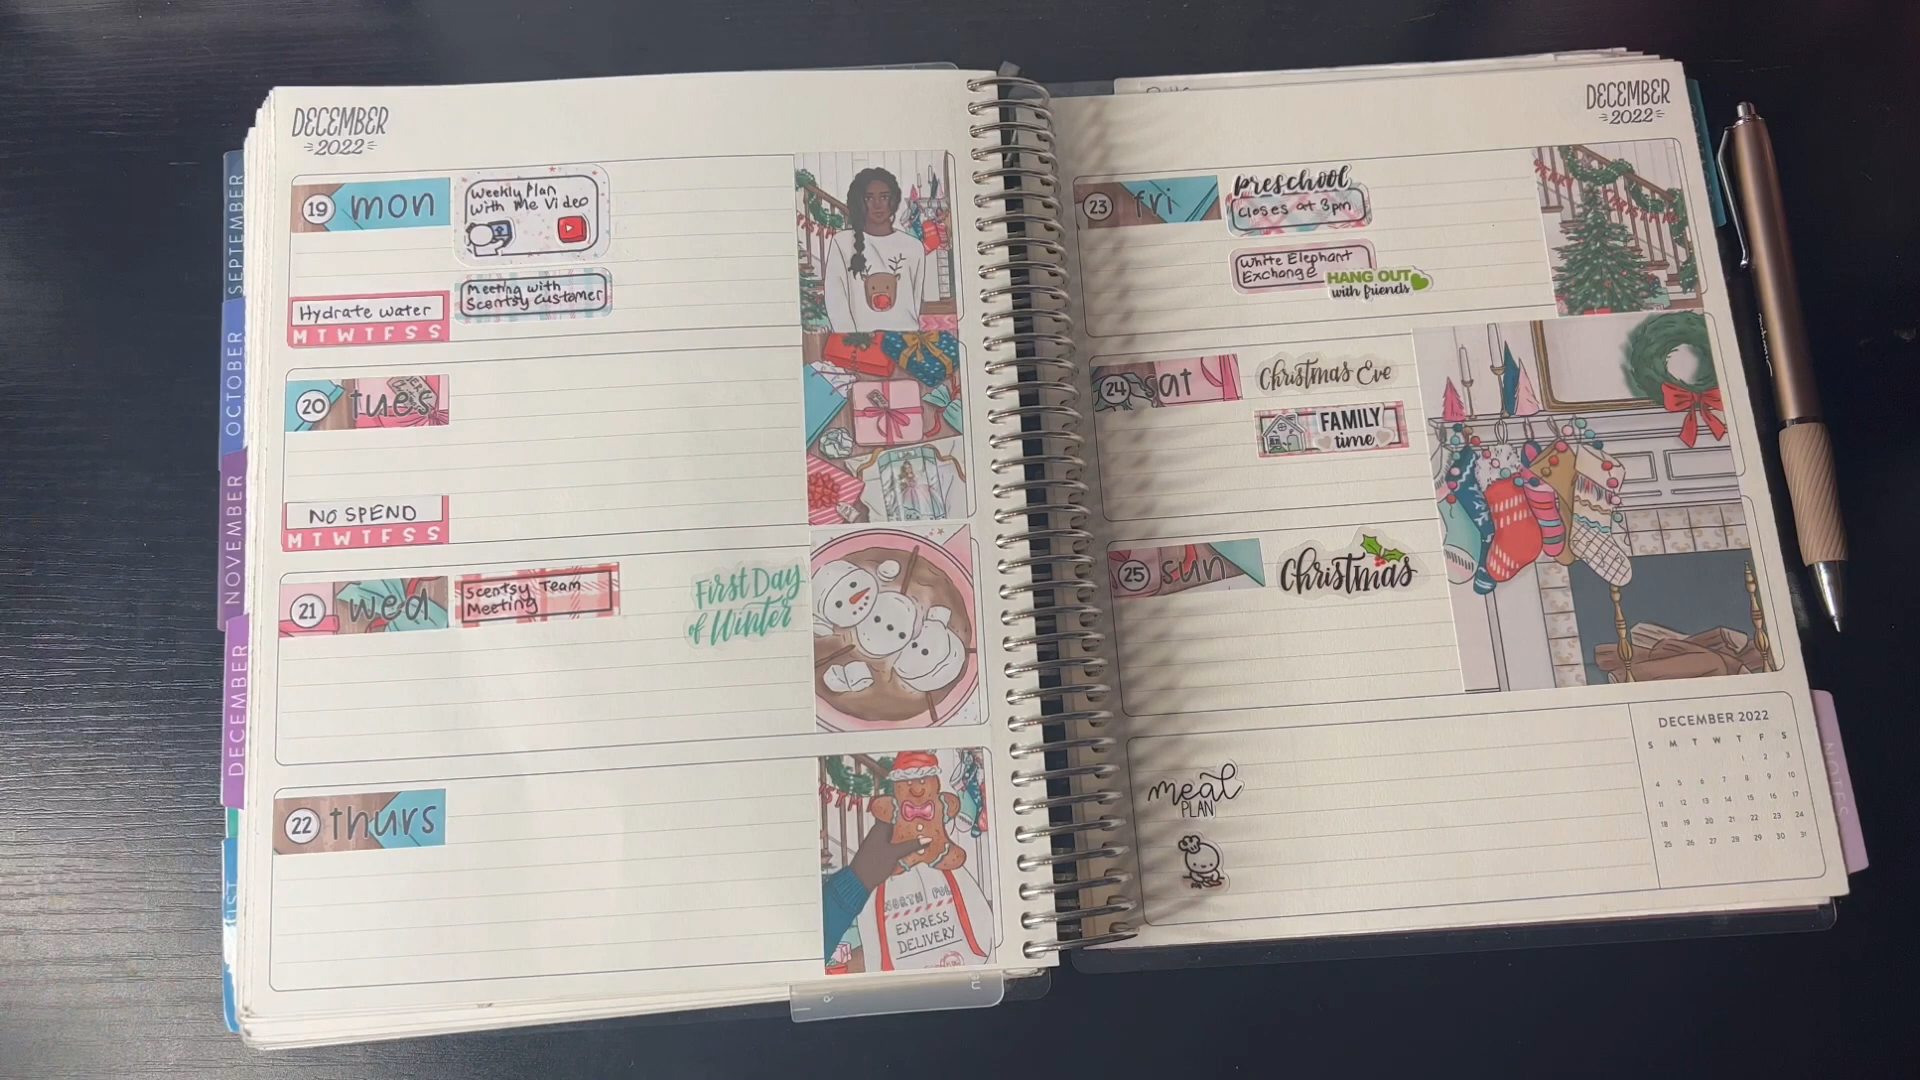 DECEMBER
2022
19 mon
Weekly Plan
With Me Video
Meeting with
Scentsy Customer
Hydrate water
M T W T F S S
20 tues
NO SPEND
M T W T F S S
21 wed
Scentsy Team
Meeting
First Day
of Winter
22 thurs
NORTH POLE
EXPRESS
DELIVERY
DECEMBER
2022
23 fri
preschool
closes at 3pm
White Elephant
Exchange
HANG OUT
with friends
24 sat
Christmas Eve
FAMILY
time
25 sun
Christmas
meal
PLAN
DECEMBER 2022
S M T W T F S
1 2 3
4 5 6 7 8 9 10
11 12 13 14 15 16 17
18 19 20 21 22 23 24
25 26 27 28 29 30 31
SEPTEMBER
OCTOBER
NOVEMBER
DECEMBER
NOTES